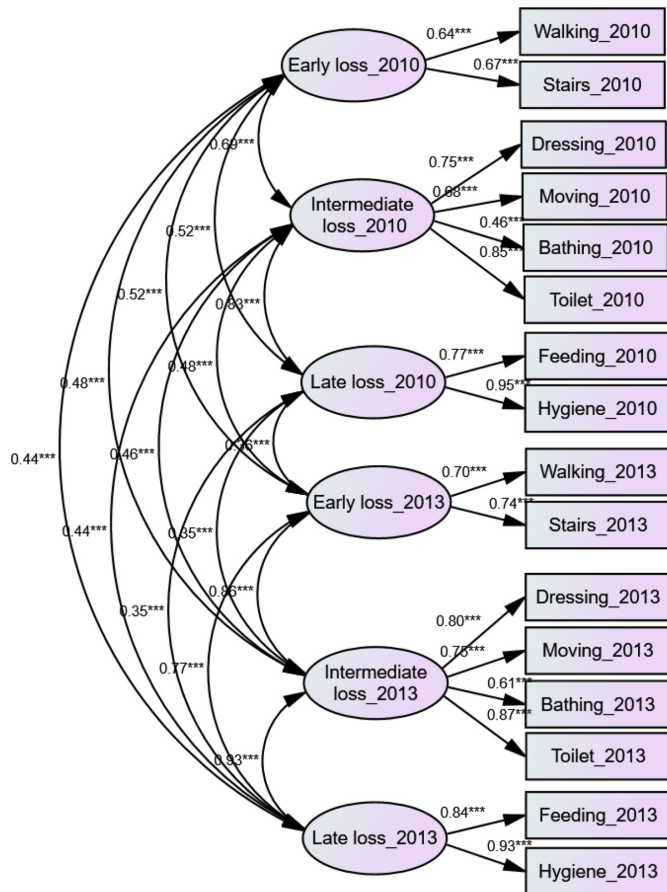 0.64***
Walking_2010
Early loss_2010
0.67***
Stairs_2010
0.69***
Dressing_2010
0.75***
0.68***
Moving_2010
Intermediate
loss_2010
0.46***
Bathing_2010
0.52***
0.85***
Toilet_2010
0.52***
0.83***
Feeding_2010
0.77***
0.48***
0.48***
Late loss_2010
0.95***
Hygiene_2010
0.44***
0.46***
0.36***
Walking_2013
0.70***
Early loss_2013
0.74***
Stairs_2013
0.44***
0.35***
0.86***
Dressing_2013
0.35***
0.80***
0.75***
Moving_2013
0.77***
Intermediate
loss_2013
0.61***
Bathing_2013
0.87***
Toilet_2013
0.93***
0.84***
Feeding_2013
Late loss_2013
0.93***
Hygiene_2013